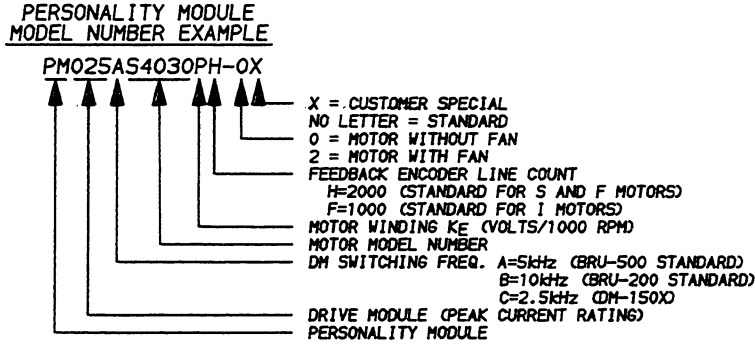 PERSONALITY MODULE
MODEL NUMBER EXAMPLE
PM025AS4030PH-0X
X = CUSTOMER SPECIAL
NO LETTER = STANDARD
0 = MOTOR WITHOUT FAN
2 = MOTOR WITH FAN
FEEDBACK ENCODER LINE COUNT
H=2000 (STANDARD FOR S AND F MOTORS)
F=1000 (STANDARD FOR I MOTORS)
MOTOR WINDING KE (VOLTS/1000 RPM)
MOTOR MODEL NUMBER
DM SWITCHING FREQ. A=5kHz (BRU-500 STANDARD)
B=10kHz (BRU-200 STANDARD)
C=2.5kHz (DM-150X)
DRIVE MODULE (PEAK CURRENT RATING)
PERSONALITY MODULE